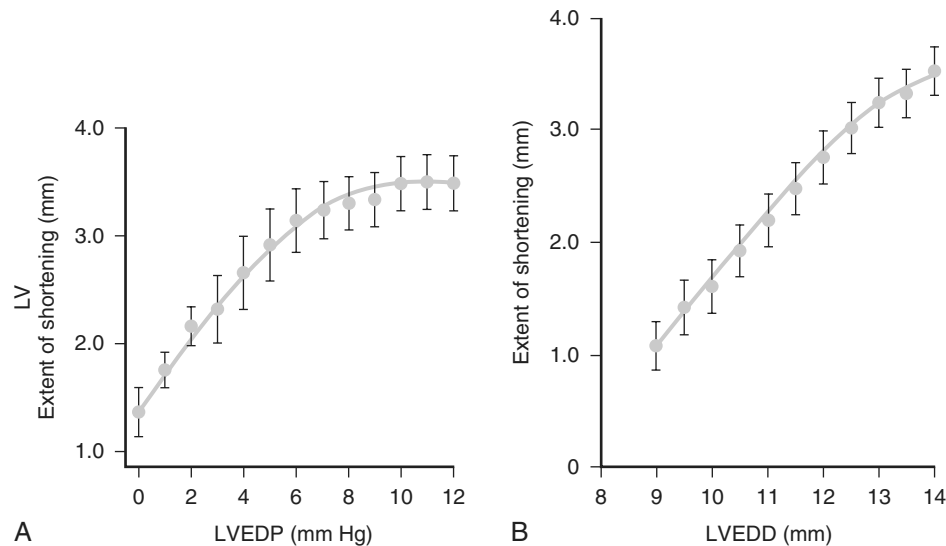 4.0
3.0
2.0
1.0
LV
Extent of shortening (mm)
0 2 4 6 8 10 12
LVEDP (mm Hg)
A
4.0
3.0
2.0
1.0
0
Extent of shortening (mm)
8 9 10 11 12 13 14
LVEDD (mm)
B